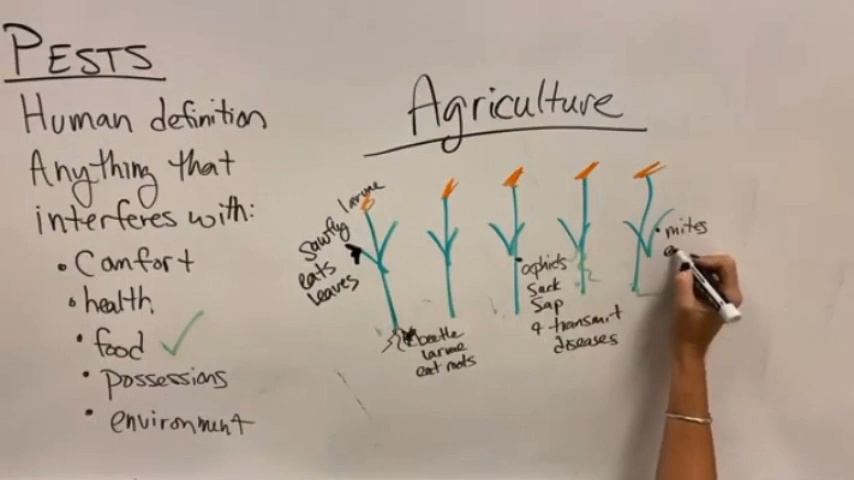 PESTS
Human definition
Anything that
interferes with:
• Comfort
• health
• food ✓
• possessions
• environment
Agriculture
larvae
sawfly
eats
leaves
beetle
larvae
eat roots
aphids
suck
sap
& transmit
diseases
• mites